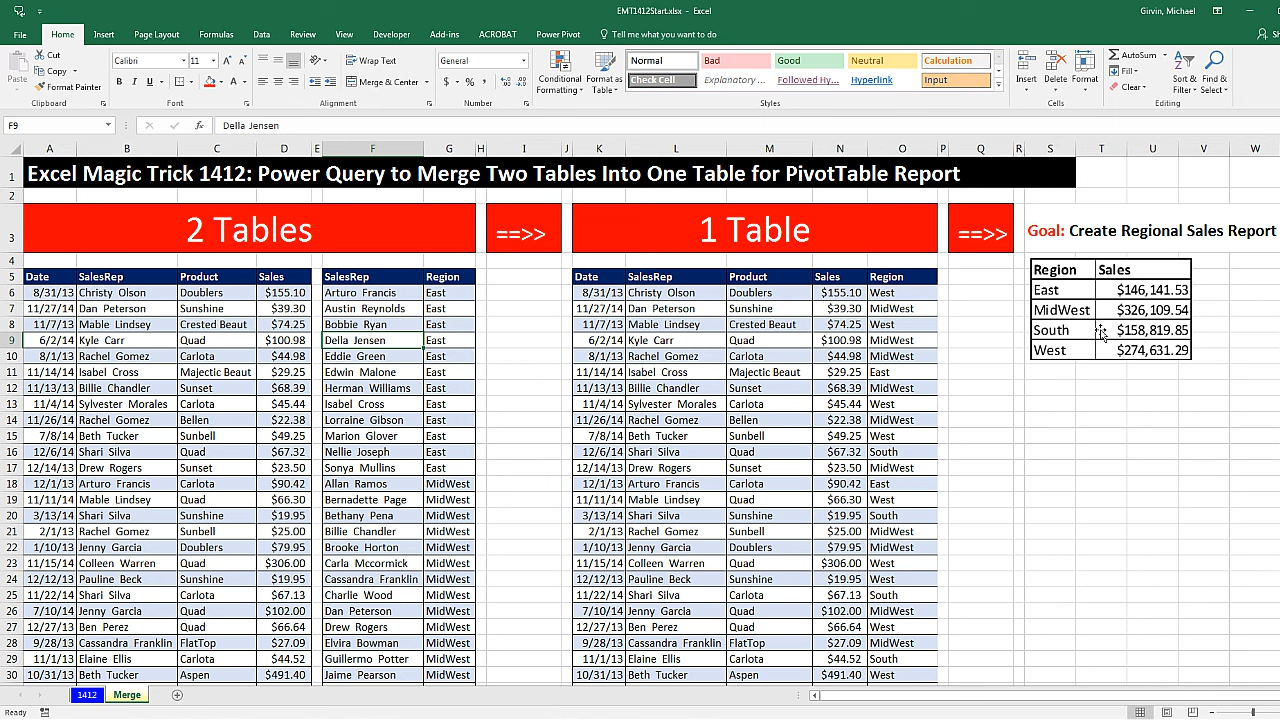 EMT1412Start.xlsx - Excel
Girvin, Michael
File Home Insert Page Layout Formulas Data Review View Developer Add-ins ACROBAT Power Pivot Tell me what you want to do
Cut
Copy
Format Painter
Paste
Clipboard
Calibri 11
B I U
Font
Wrap Text
Merge & Center
Alignment
General
$ % ,
Number
Conditional Formatting
Format as Table
Normal Bad Good Neutral Calculation
Check Cell Explanatory ... Followed Hy... Hyperlink Input
Styles
Insert Delete Format
Cells
AutoSum
Fill
Clear
Sort & Filter
Find & Select
Editing
F9 fx Della Jensen
A B C D E F G H I J K L M N O P Q R S T U V W
1 Excel Magic Trick 1412: Power Query to Merge Two Tables Into One Table for PivotTable Report
2
3 2 Tables ==>> 1 Table ==>> Goal: Create Regional Sales Report
4
5 Date SalesRep Product Sales SalesRep Region Date SalesRep Product Sales Region
6 8/31/13 Christy Olson Doublers $155.10 Arturo Francis East 8/31/13 Christy Olson Doublers $155.10 West
7 11/27/14 Dan Peterson Sunshine $39.30 Austin Reynolds East 11/27/14 Dan Peterson Sunshine $39.30 MidWest
8 11/7/13 Mable Lindsey Crested Beaut $74.25 Bobbie Ryan East 11/7/13 Mable Lindsey Crested Beaut $74.25 West
9 6/2/14 Kyle Carr Quad $100.98 Della Jensen East 6/2/14 Kyle Carr Quad $100.98 MidWest
10 8/1/13 Rachel Gomez Carlota $44.98 Eddie Green East 8/1/13 Rachel Gomez Carlota $44.98 MidWest
11 11/14/14 Isabel Cross Majectic Beaut $29.25 Edwin Malone East 11/14/14 Isabel Cross Majectic Beaut $29.25 East
12 11/12/13 Billie Chandler Sunset $68.39 Herman Williams East 11/12/13 Billie Chandler Sunset $68.39 MidWest
13 11/4/14 Sylvester Morales Carlota $45.44 Isabel Cross East 11/4/14 Sylvester Morales Carlota $45.44 West
14 11/26/14 Rachel Gomez Bellen $22.38 Lorraine Gibson East 11/26/14 Rachel Gomez Bellen $22.38 MidWest
15 7/8/14 Beth Tucker Sunbell $49.25 Marion Glover East 7/8/14 Beth Tucker Sunbell $49.25 West
16 12/6/14 Shari Silva Quad $67.32 Nellie Joseph East 12/6/14 Shari Silva Quad $67.32 South
17 12/14/13 Drew Rogers Sunset $23.50 Sonya Mullins East 12/14/13 Drew Rogers Sunset $23.50 MidWest
18 12/1/13 Arturo Francis Carlota $90.42 Allan Ramos MidWest 12/1/13 Arturo Francis Carlota $90.42 East
19 11/11/14 Mable Lindsey Quad $66.30 Bernadette Page MidWest 11/11/14 Mable Lindsey Quad $66.30 West
20 3/13/14 Shari Silva Sunshine $19.95 Bethany Pena MidWest 3/13/14 Shari Silva Sunshine $19.95 South
21 2/1/13 Rachel Gomez Sunbell $25.00 Billie Chandler MidWest 2/1/13 Rachel Gomez Sunbell $25.00 MidWest
22 1/10/13 Jenny Garcia Doublers $79.95 Brooke Horton MidWest 1/10/13 Jenny Garcia Doublers $79.95 MidWest
23 11/15/14 Colleen Warren Quad $306.00 Carla Mccormick MidWest 11/15/14 Colleen Warren Quad $306.00 West
24 12/12/13 Pauline Beck Sunshine $19.95 Cassandra Franklin MidWest 12/12/13 Pauline Beck Sunshine $19.95 West
25 11/22/14 Shari Silva Carlota $67.13 Charlie Wood MidWest 11/22/14 Shari Silva Carlota $67.13 South
26 7/10/14 Jenny Garcia Quad $102.00 Dan Peterson MidWest 7/10/14 Jenny Garcia Quad $102.00 MidWest
27 12/27/13 Ben Perez Quad $66.64 Drew Rogers MidWest 12/27/13 Ben Perez Quad $66.64 West
28 9/28/13 Cassandra Franklin FlatTop $27.09 Elvira Bowman MidWest 9/28/13 Cassandra Franklin FlatTop $27.09 MidWest
29 11/1/13 Elaine Ellis Carlota $44.52 Guillermo Potter MidWest 11/1/13 Elaine Ellis Carlota $44.52 South
30 10/31/13 Beth Tucker Aspen $491.40 Jaime Pearson MidWest 10/31/13 Beth Tucker Aspen $491.40 West
Region Sales
East $146,141.53
MidWest $326,109.54
South $158,819.85
West $274,631.29
1412 Merge
Ready